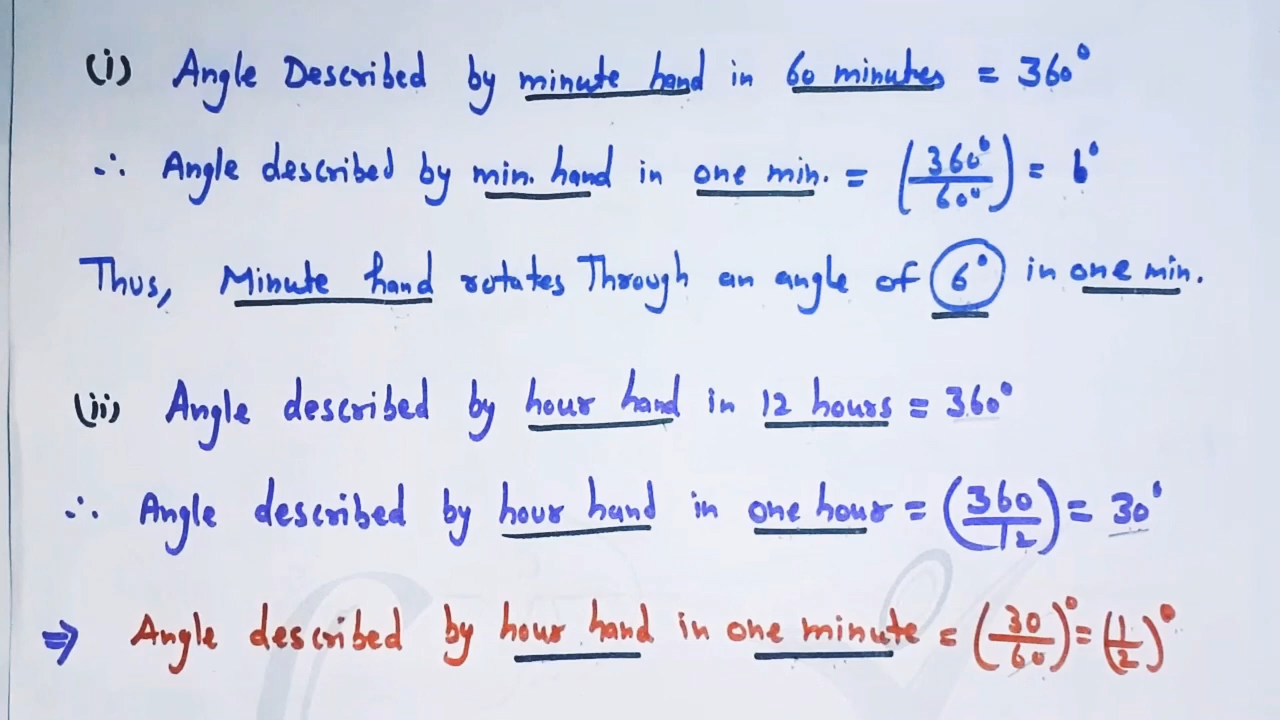 (i) Angle Described by minute hand in 60 minutes = 360°
∴ Angle described by min. hand in one min. = (360°/60°) = 6°
Thus, Minute hand rotates Through an angle of 6° in one min.
(ii) Angle described by hour hand in 12 hours = 360°
∴ Angle described by hour hand in one hour = (360/12) = 30°
⇒ Angle described by hour hand in one minute = (30/60)° = (1/2)°